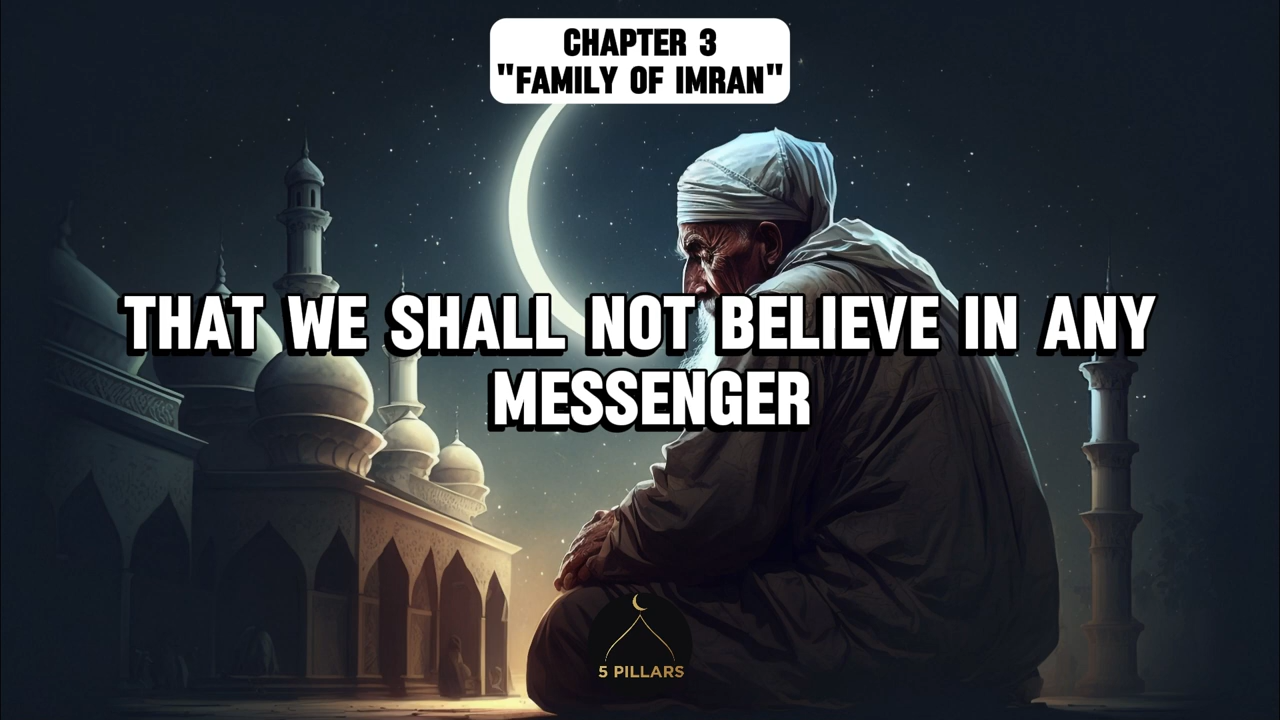 CHAPTER 3
"FAMILY OF IMRAN"
THAT WE SHALL NOT BELIEVE IN ANY
MESSENGER
5 PILLARS